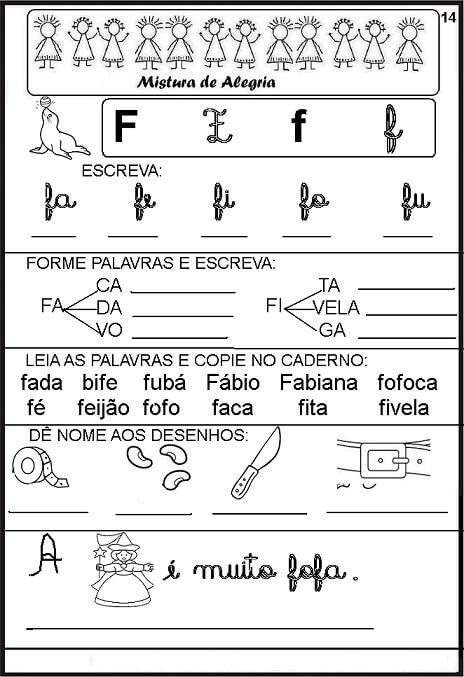 14
Mistura de Alegria
F F f f
ESCREVA:
fa fe fi fo fu
FORME PALAVRAS E ESCREVA:
FA CA DA VO
FI TA VELA GA
LEIA AS PALAVRAS E COPIE NO CADERNO:
fada bife fubá Fábio Fabiana fofoca
fé feijão fofo faca fita fivela
DÊ NOME AOS DESENHOS:
A é muito fofa.